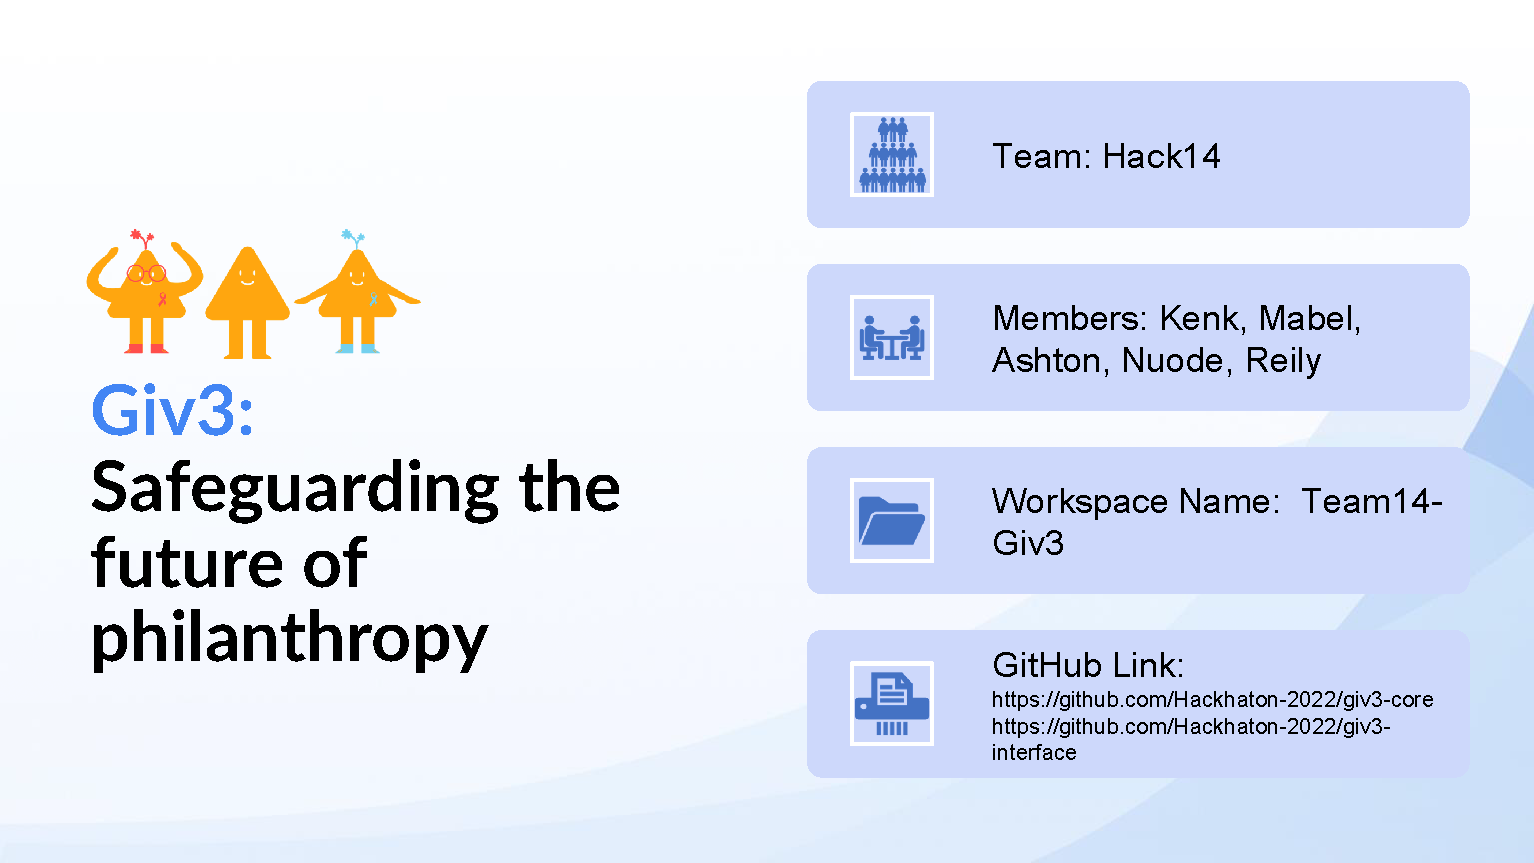 Giv3:
Safeguarding the
future of
philanthropy
Team: Hack14
Members: Kenk, Mabel,
Ashton, Nuode, Reily
Workspace Name:  Team14-
Giv3
GitHub Link:
https://github.com/Hackhaton-2022/giv3-core
https://github.com/Hackhaton-2022/giv3-
interface